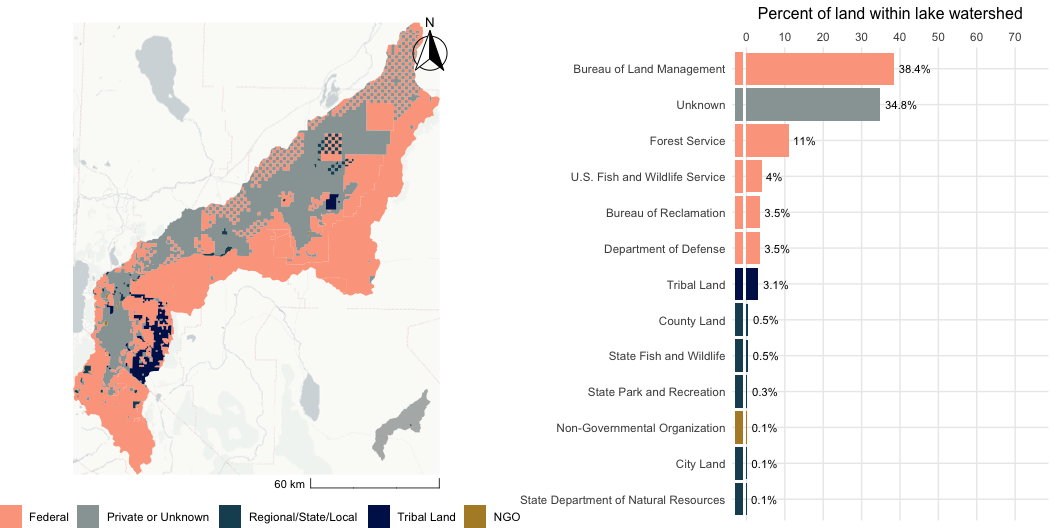 Percent of land within lake watershed
0 10 20 30 40 50 60 70
N
Bureau of Land Management 38.4%
Unknown 34.8%
Forest Service 11%
U.S. Fish and Wildlife Service 4%
Bureau of Reclamation 3.5%
Department of Defense 3.5%
Tribal Land 3.1%
County Land 0.5%
State Fish and Wildlife 0.5%
State Park and Recreation 0.3%
Non-Governmental Organization 0.1%
City Land 0.1%
State Department of Natural Resources 0.1%
60 km
Federal Private or Unknown Regional/State/Local Tribal Land NGO